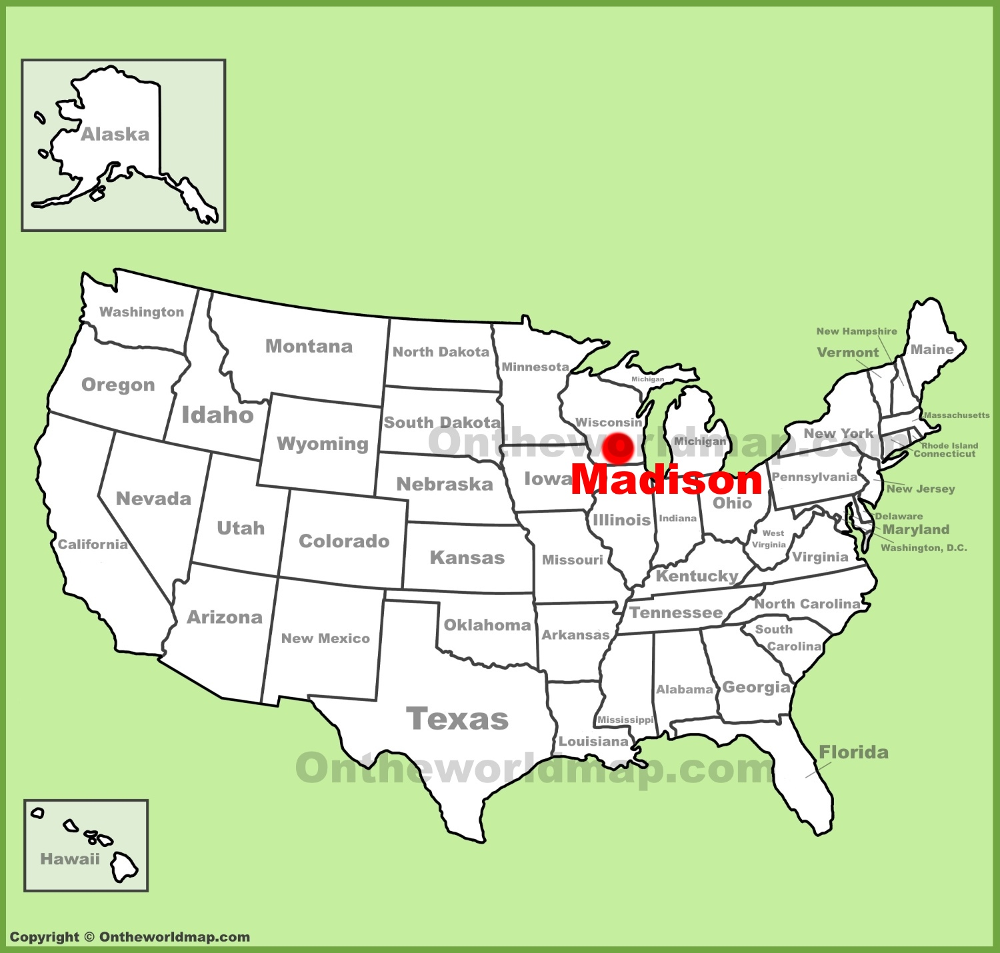 Alaska
Washington
Montana
North Dakota
Minnesota
Michigan
New Hampshire
Vermont
Maine
Oregon
Idaho
Wyoming
South Dakota
Wisconsin
Michigan
New York
Massachusetts
Rhode Island
Connecticut
Ontheworldmap.com
Madison
Nevada
Utah
Colorado
Nebraska
Iowa
Illinois
Indiana
Ohio
Pennsylvania
New Jersey
Delaware
Maryland
Washington, D.C.
California
Kansas
Missouri
Kentucky
West
Virginia
Virginia
Arizona
New Mexico
Oklahoma
Arkansas
Tennessee
North Carolina
South
Carolina
Texas
Louisiana
Mississippi
Alabama
Georgia
Florida
Ontheworldmap.com
Hawaii
Copyright © Ontheworldmap.com